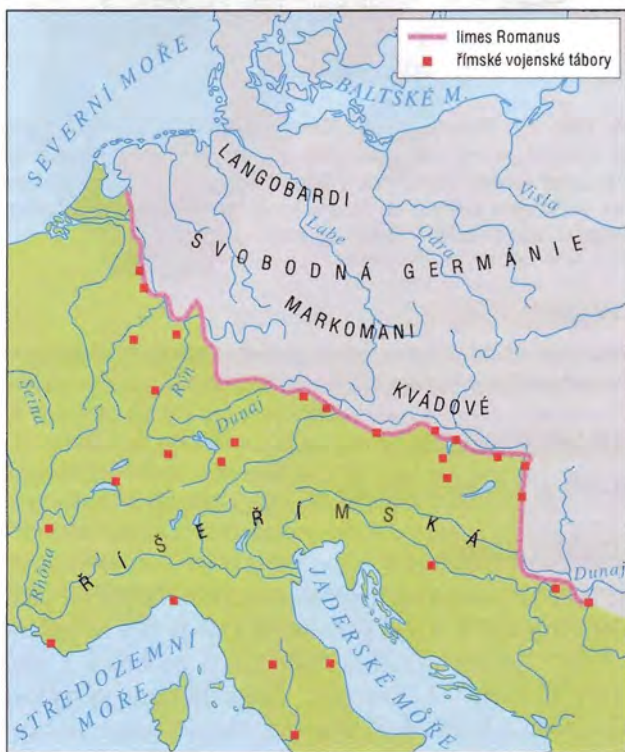 limes Romanus
římské vojenské tábory
SEVERNÍ MOŘE
BALTSKÉ M.
LANGOBARDI
Labe
Odra
Visla
SVOBODNÁ GERMÁNIE
MARKOMANI
KVÁDOVÉ
Seina
Rýn
Dunaj
ŘÍŠE ŘÍMSKÁ
Rhôna
Dunaj
JADERSKÉ MOŘE
STŘEDOZEMNÍ
MOŘE